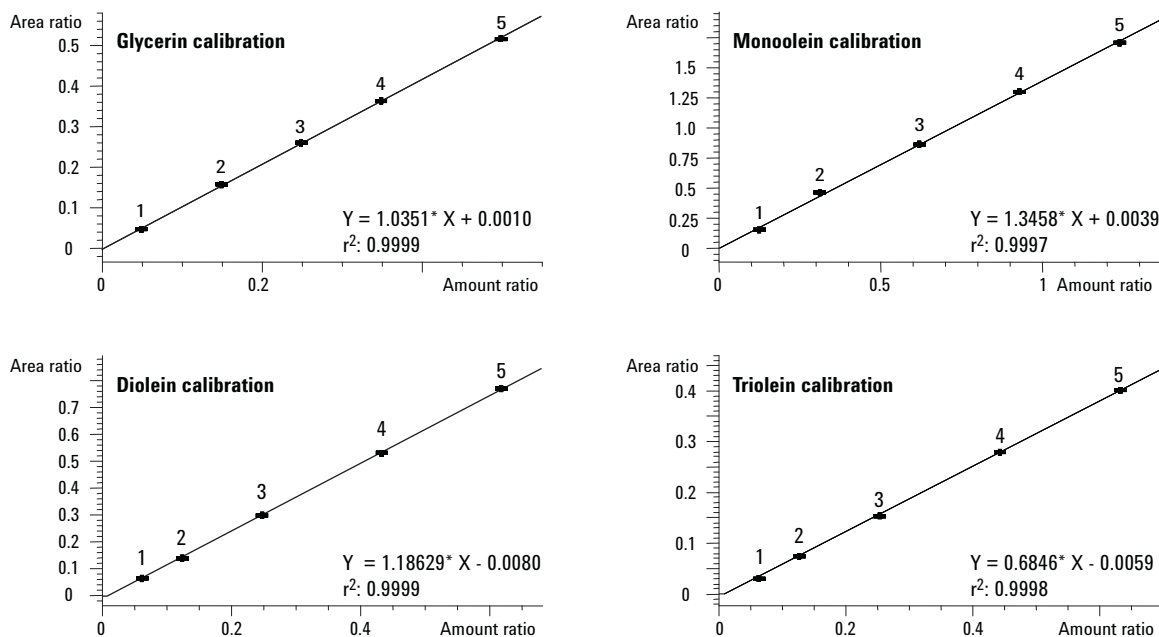 Area ratio
Glycerin calibration
0.5
0.4
0.3
0.2
0.1
0
1
2
3
4
5
Y = 1.0351* X + 0.0010
r²: 0.9999
0
0.2
Amount ratio
Area ratio
Monoolein calibration
1.5
1.25
1.0
0.75
0.5
0.25
0
1
2
3
4
5
Y = 1.3458* X + 0.0039
r²: 0.9997
0
0.5
1
Amount ratio
Area ratio
Diolein calibration
0.7
0.6
0.5
0.4
0.3
0.2
0.1
0
1
2
3
4
5
Y = 1.18629* X - 0.0080
r²: 0.9999
0
0.2
0.4
Amount ratio
Area ratio
Triolein calibration
0.4
0.3
0.2
0.1
0
1
2
3
4
5
Y = 0.6846* X - 0.0059
r²: 0.9998
0
0.2
0.4
Amount ratio